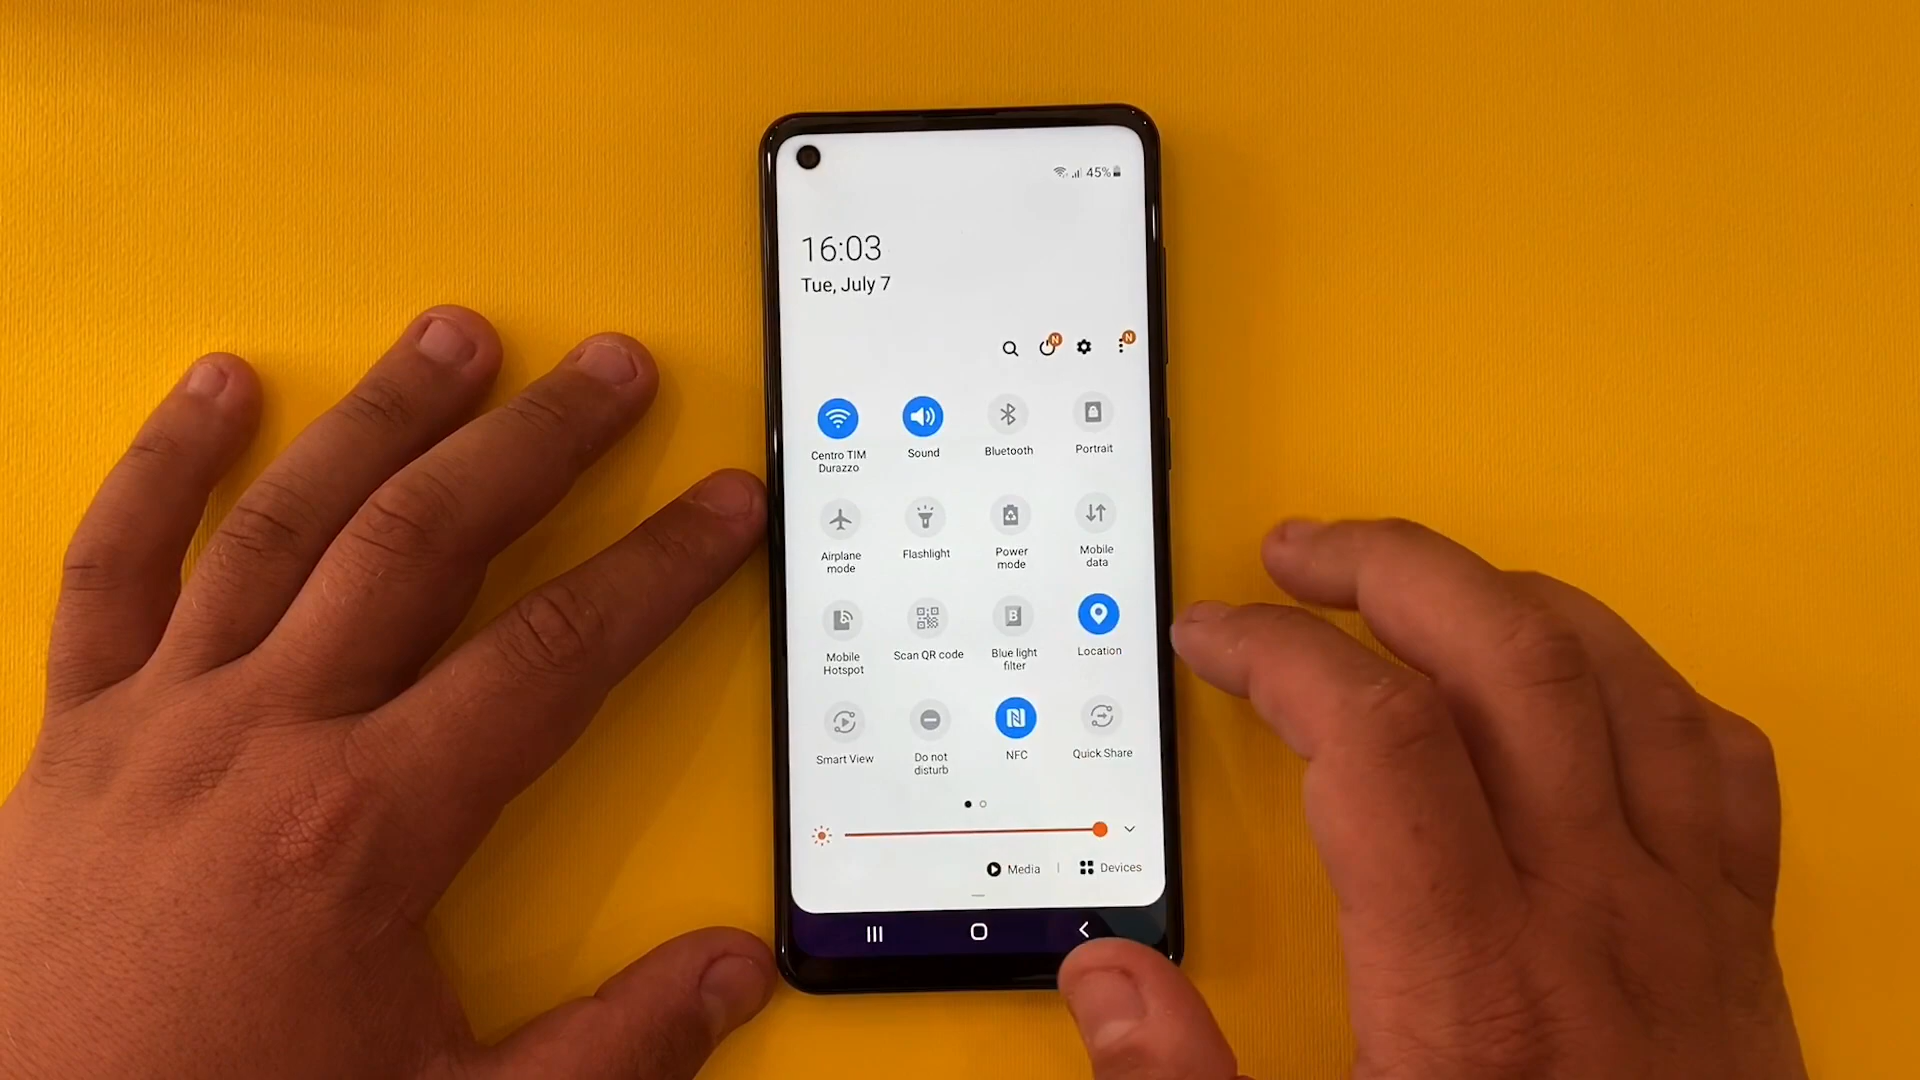 45%
16:03
Tue, July 7
N
N
Centro TIM
Durazzo
Sound
Bluetooth
Portrait
Airplane
mode
Flashlight
Power
mode
Mobile
data
Mobile
Hotspot
Scan QR code
B
Blue light
filter
Location
Smart View
Do not
disturb
NFC
Quick Share
Media | Devices